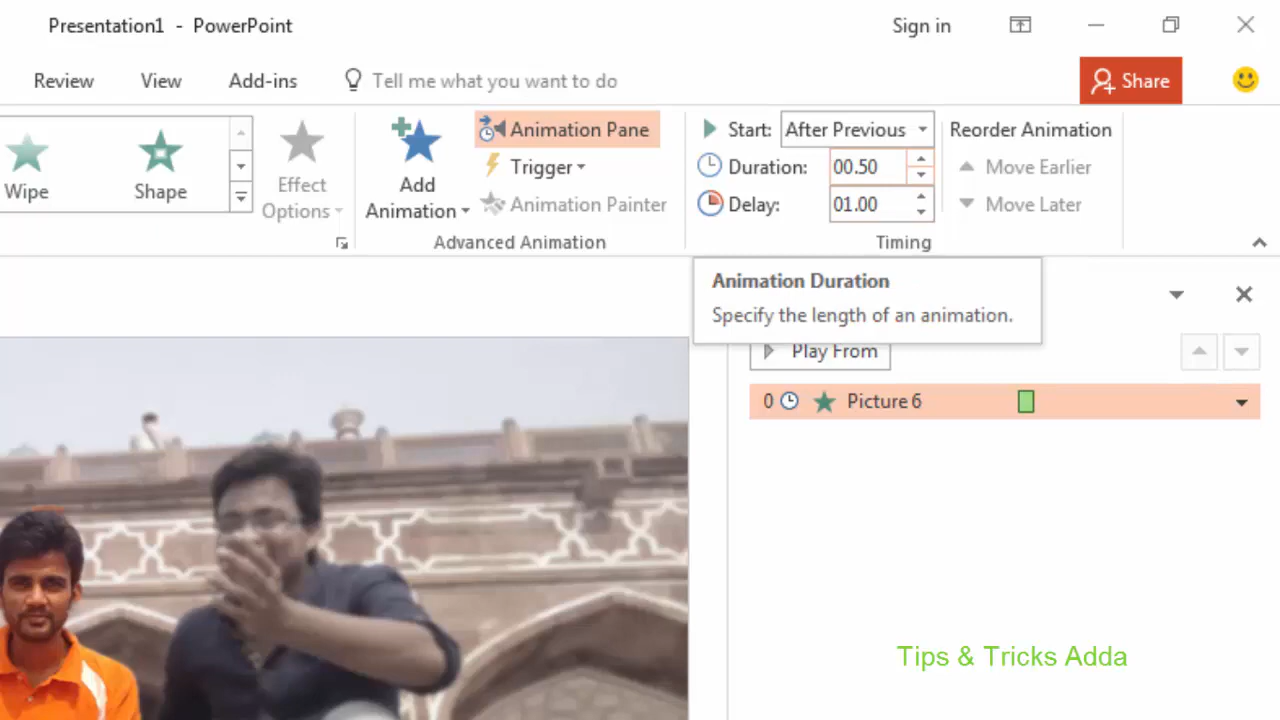 Presentation1 - PowerPoint Sign in
Review View Add-ins Tell me what you want to do Share
Wipe Shape
Effect Options
Add Animation
Animation Pane
Trigger
Animation Painter
Advanced Animation
Start: After Previous
Duration: 00.50
Delay: 01.00
Reorder Animation
Move Earlier
Move Later
Timing
Animation Duration
Specify the length of an animation.
Play From
0 Picture 6
Tips & Tricks Adda